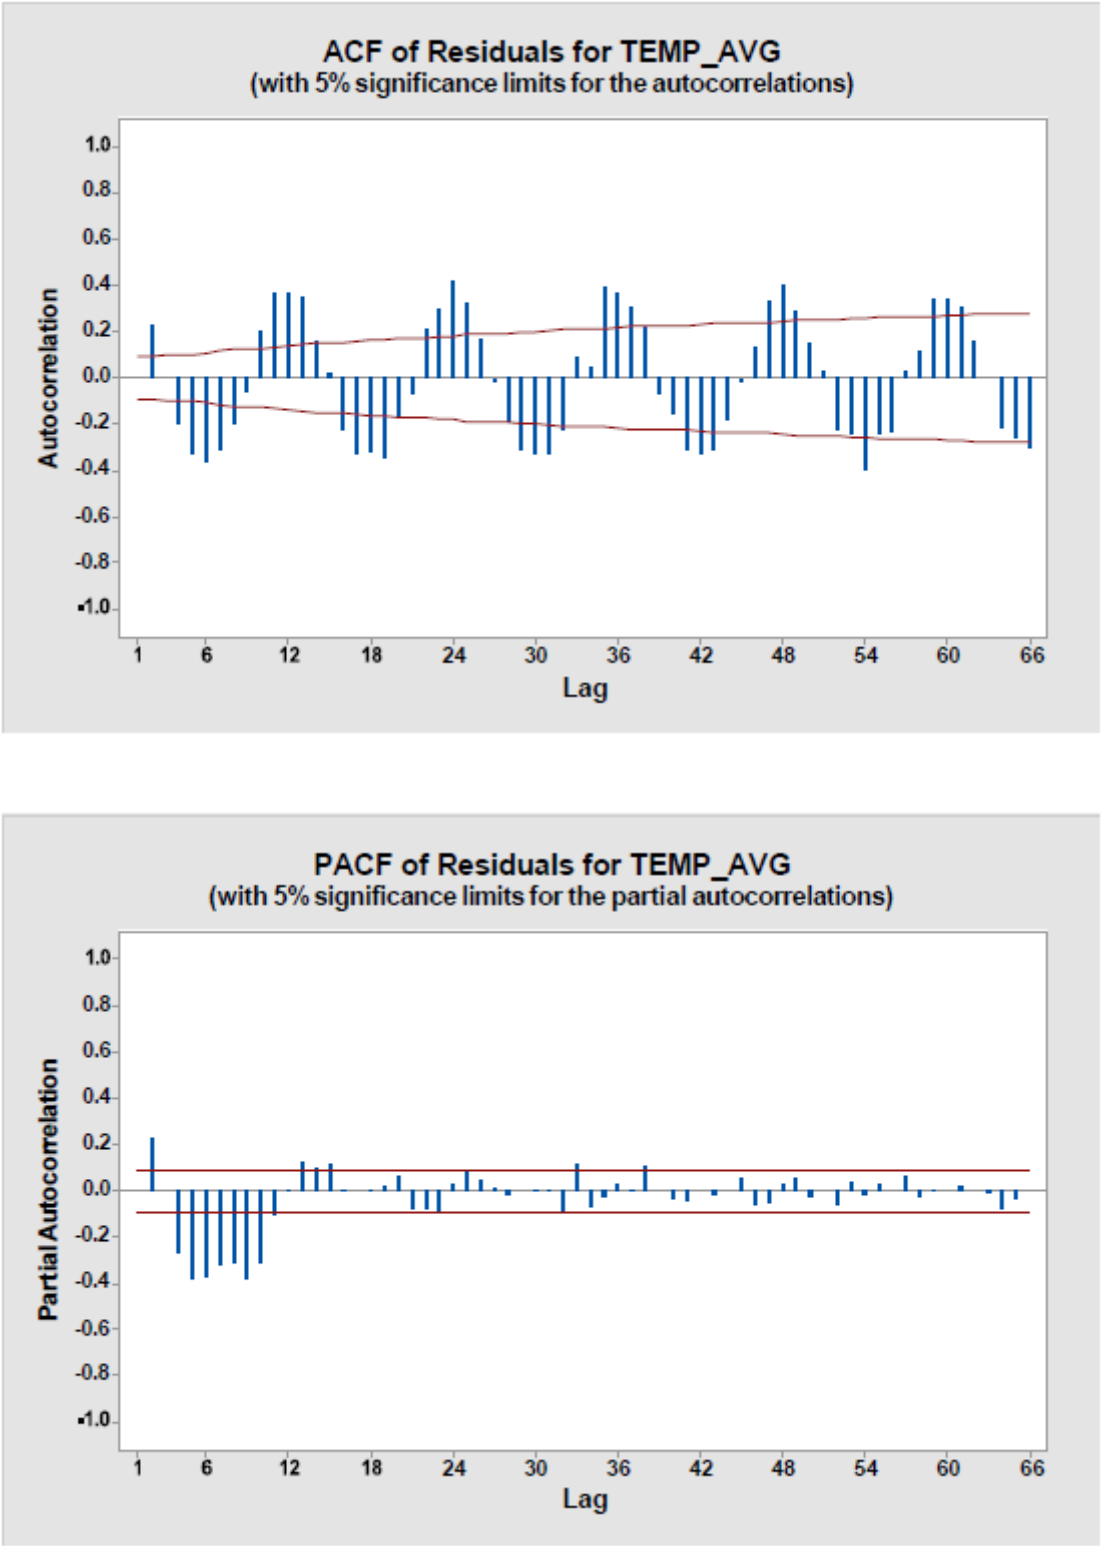 ACF of Residuals for TEMP_AVG
(with 5% significance limits for the autocorrelations)
Autocorrelation
1.0
0.8
0.6
0.4
0.2
0.0
-0.2
-0.4
-0.6
-0.8
-1.0
1 6 12 18 24 30 36 42 48 54 60 66
Lag
PACF of Residuals for TEMP_AVG
(with 5% significance limits for the partial autocorrelations)
Partial Autocorrelation
1.0
0.8
0.6
0.4
0.2
0.0
-0.2
-0.4
-0.6
-0.8
-1.0
1 6 12 18 24 30 36 42 48 54 60 66
Lag